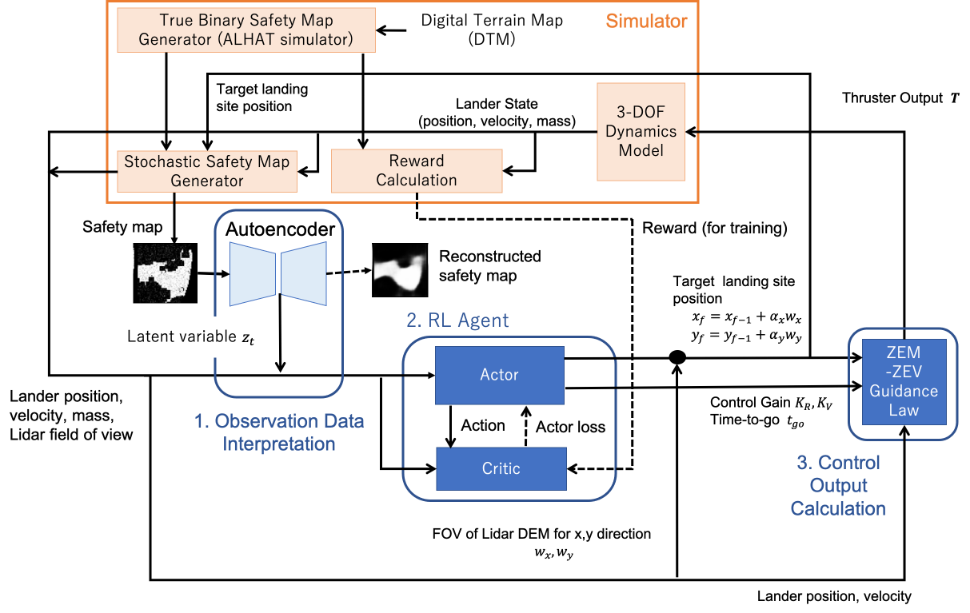 Simulator
True Binary Safety Map
Generator (ALHAT simulator)
Digital Terrain Map
(DTM)
Target landing
site position
Lander State
(position, velocity, mass)
3-DOF
Dynamics
Model
Thruster Output T
Stochastic Safety Map
Generator
Reward
Calculation
Safety map
Autoencoder
Reconstructed
safety map
Reward (for training)
Target landing site
position
x_f = x_{f-1} + α_x w_x
y_f = y_{f-1} + α_y w_y
Latent variable z_t
2. RL Agent
Actor
ZEM
-ZEV
Guidance
Law
Lander position,
velocity, mass,
Lidar field of view
1. Observation Data
Interpretation
Action
Actor loss
Control Gain K_R, K_V
Time-to-go t_{go}
Critic
3. Control
Output
Calculation
FOV of Lidar DEM for x,y direction
w_x, w_y
Lander position, velocity